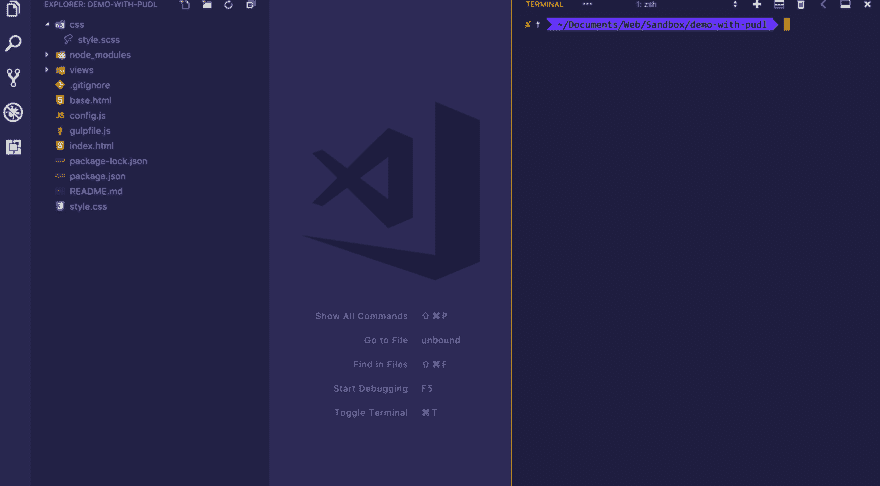 EXPLORER: DEMO-WITH-PUDL
css
style.scss
node_modules
views
.gitignore
base.html
JS config.js
gulpfile.js
index.html
package-lock.json
package.json
README.md
style.css
Show All Commands ⇧⌘P
Go to File unbound
Find in Files ⇧⌘F
Start Debugging F5
Toggle Terminal ⌘T
TERMINAL ··· 1: zsh
~/Documents/Web/Sandbox/demo-with-pudl